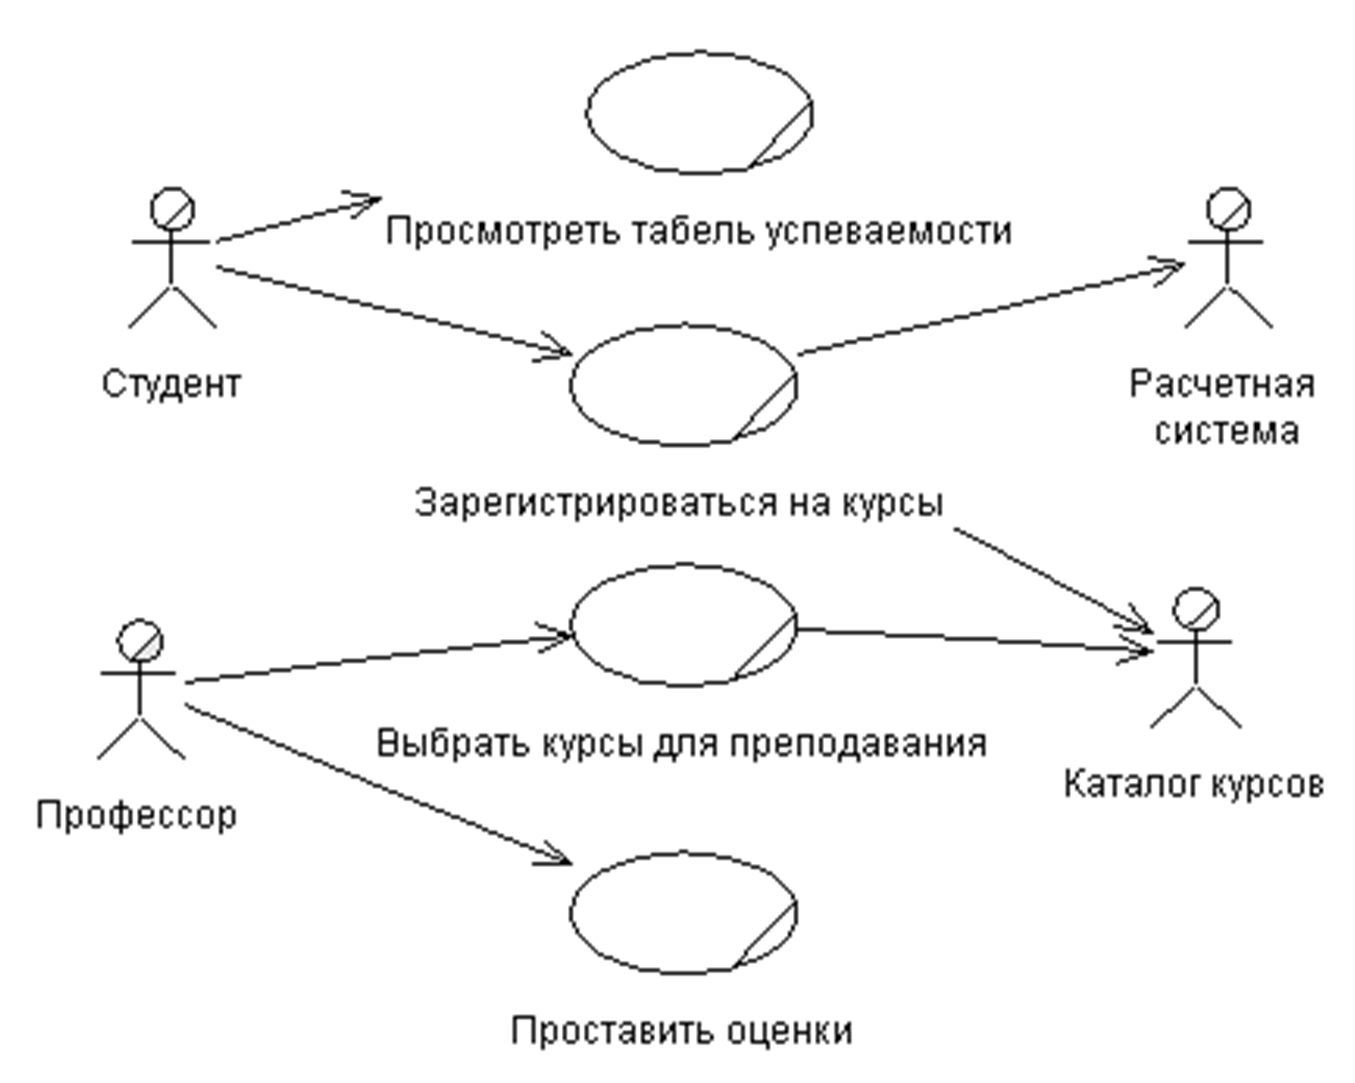 Просмотреть табель успеваемости
Студент
Расчетная
система
Зарегистрироваться на курсы
Выбрать курсы для преподавания
Каталог курсов
Профессор
Проставить оценки